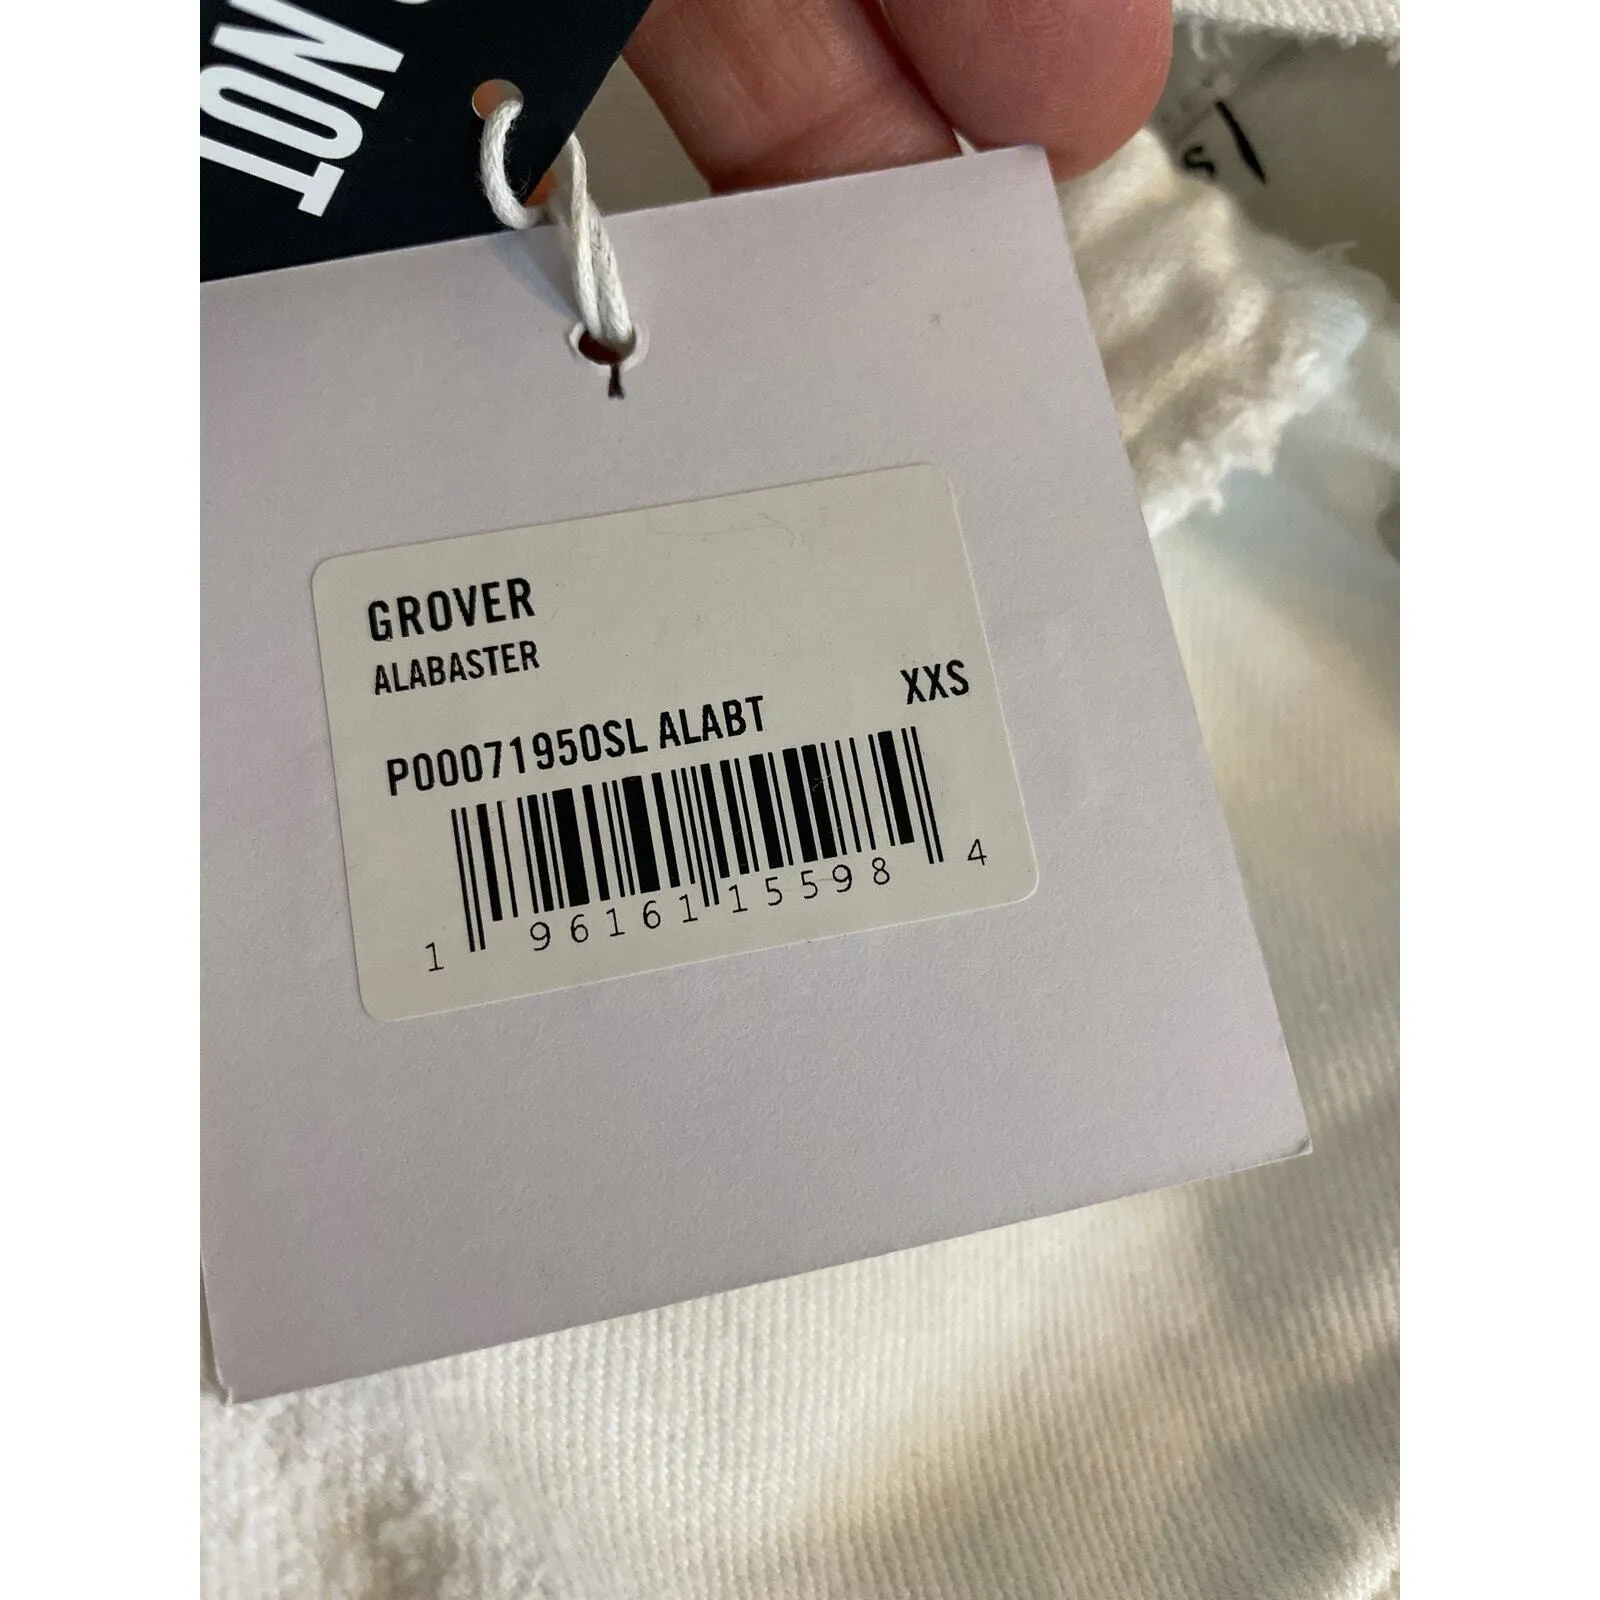 NOT
GROVER
ALABASTER
XXS
P00071950SL ALABT
1 96161 15598 4